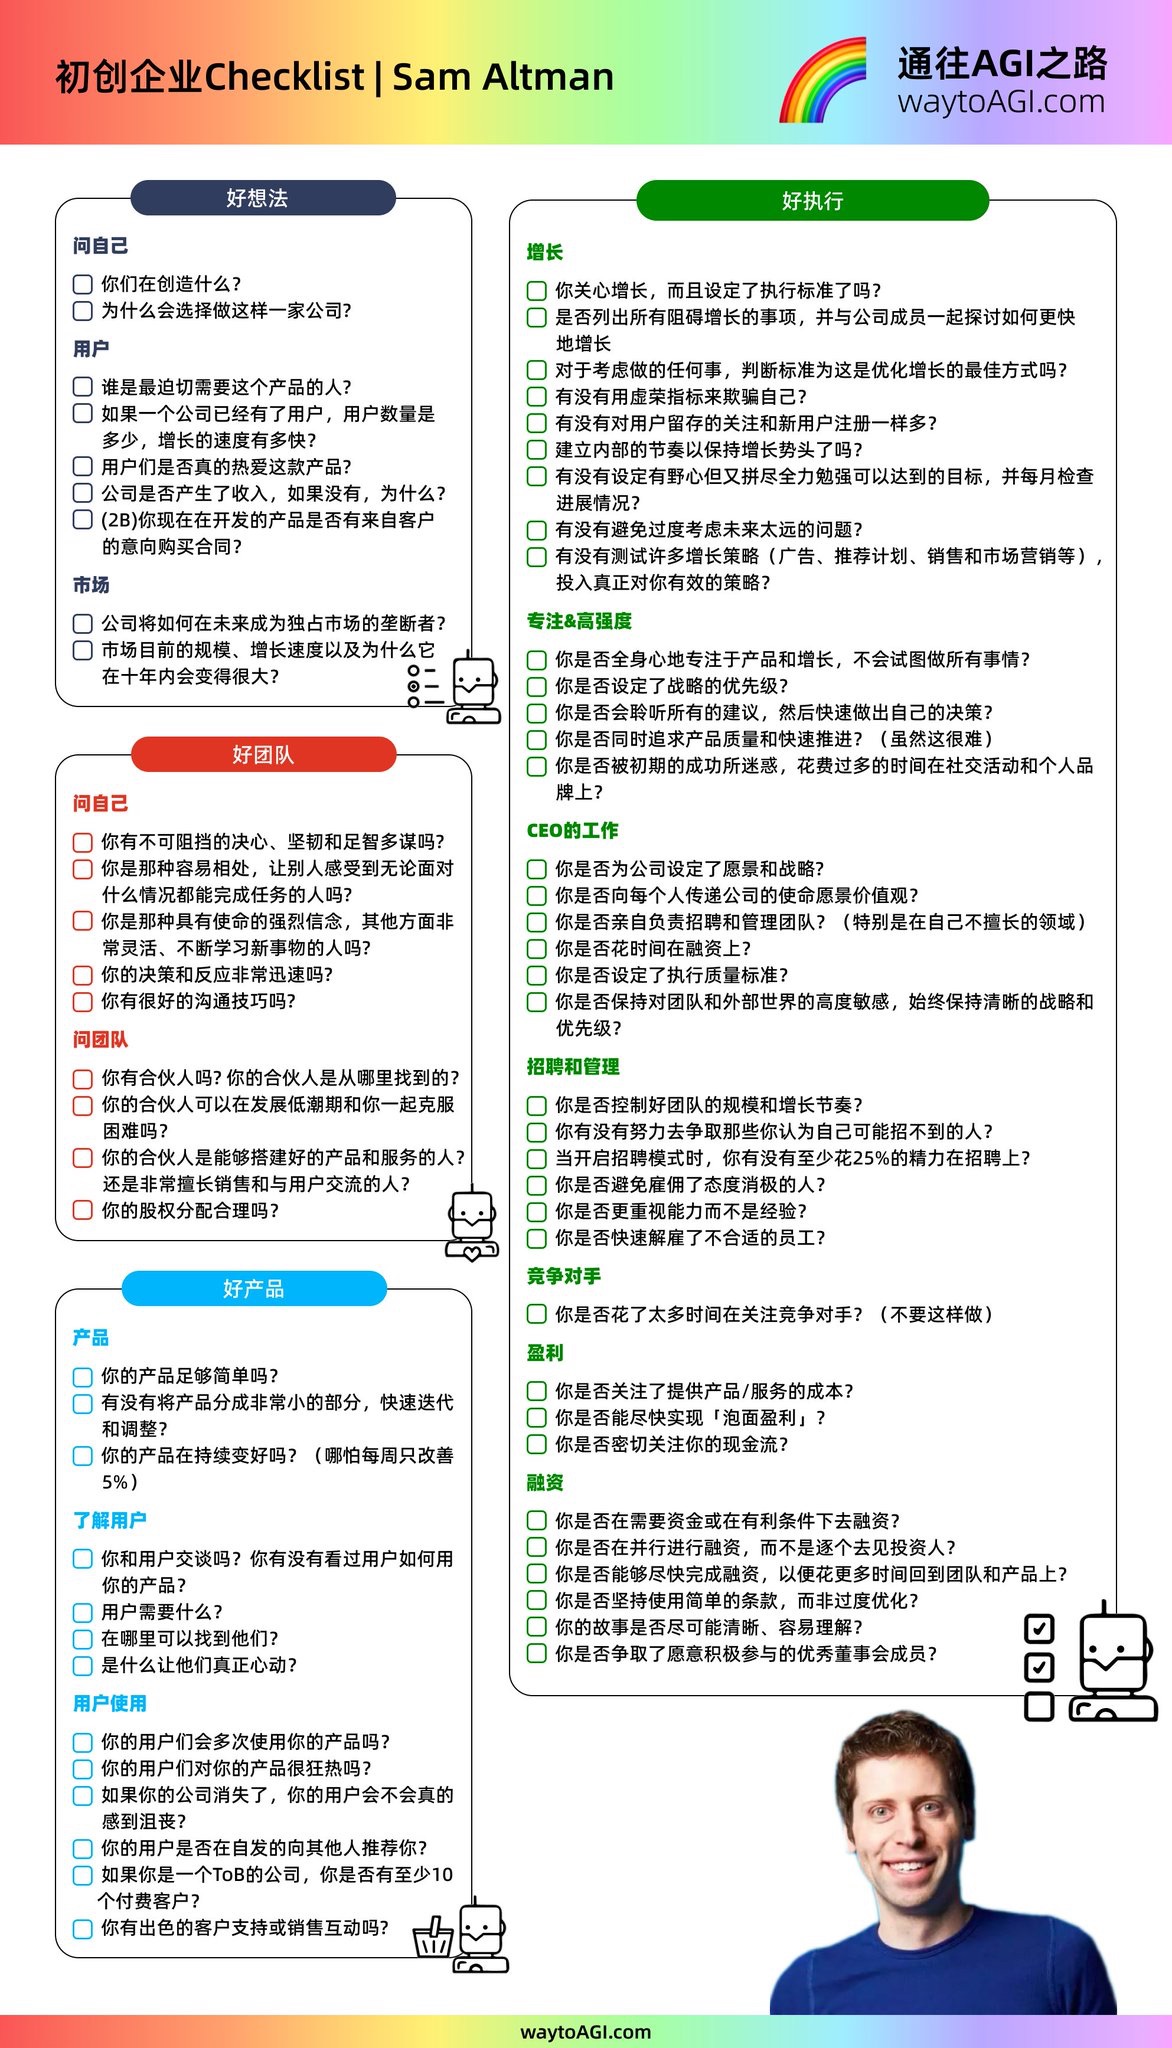 初创企业Checklist | Sam Altman
通往AGI之路
waytoAGI.com
好想法
问自己
你们在创造什么？
为什么会选择做这样一家公司？
用户
谁是最迫切需要这个产品的人？
如果一个公司已经有了用户，用户数量是
多少，增长的速度有多快？
用户们是否真的热爱这款产品？
公司是否产生了收入，如果没有，为什么？
(2B)你现在在开发的产品是否有来自客户
的意向购买合同？
市场
公司将如何在未来成为独占市场的垄断者？
市场目前的规模、增长速度以及为什么它
在十年内会变得很大？
好团队
问自己
你有不可阻挡的决心、坚韧和足智多谋吗？
你是那种容易相处，让别人感受到无论面对
什么情况都能完成任务的人吗？
你是那种具有使命的强烈信念，其他方面非
常灵活、不断学习新事物的人吗？
你的决策和反应非常迅速吗？
你有很好的沟通技巧吗？
问团队
你有合伙人吗？你的合伙人是从哪里找到的？
你的合伙人可以在发展低潮期和你一起克服
困难吗？
你的合伙人是能够搭建好的产品和服务的人？
还是非常擅长销售和与用户交流的人？
你的股权分配合理吗？
好产品
产品
你的产品足够简单吗？
有没有将产品分成非常小的部分，快速迭代
和调整？
你的产品在持续变好吗？（哪怕每周只改善
5%）
了解用户
你和用户交谈吗？你有没有看过用户如何用
你的产品？
用户需要什么？
在哪里可以找到他们？
是什么让他们真正心动？
用户使用
你的用户们会多次使用你的产品吗？
你的用户们对你的产品很狂热吗？
如果你的公司消失了，你的用户会不会真的
感到沮丧？
你的用户是否在自发的向其他人推荐你？
如果你是一个ToB的公司，你是否有至少10
个付费客户？
你有出色的客户支持或销售互动吗？
好执行
增长
你关心增长，而且设定了执行标准了吗？
是否列出所有阻碍增长的事项，并与公司成员一起探讨如何更快
地增长
对于考虑做的任何事，判断标准为这是优化增长的最佳方式吗？
有没有用虚荣指标来欺骗自己？
有没有对用户留存的关注和新用户注册一样多？
建立内部的节奏以保持增长势头了吗？
有没有设定有野心但又拼尽全力勉强可以达到的目标，并每月检查
进展情况？
有没有避免过度考虑未来太远的问题？
有没有测试许多增长策略（广告、推荐计划、销售和市场营销等），
投入真正对你有效的策略？
专注&高强度
你是否全身心地专注于产品和增长，不会试图做所有事情？
你是否设定了战略的优先级？
你是否会聆听所有的建议，然后快速做出自己的决策？
你是否同时追求产品质量和快速推进？（虽然这很难）
你是否被初期的成功所迷惑，花费过多的时间在社交活动和个人品
牌上？
CEO的工作
你是否为公司设定了愿景和战略？
你是否向每个人传递公司的使命愿景价值观？
你是否亲自负责招聘和管理团队？（特别是在自己不擅长的领域）
你是否花时间在融资上？
你是否设定了执行质量标准？
你是否保持对团队和外部世界的高度敏感，始终保持清晰的战略和
优先级？
招聘和管理
你是否控制好团队的规模和增长节奏？
你有没有努力去争取那些你认为自己可能招不到的人？
当开启招聘模式时，你有没有至少花25%的精力在招聘上？
你是否避免雇佣了态度消极的人？
你是否更重视能力而不是经验？
你是否快速解雇了不合适的员工？
竞争对手
你是否花了太多时间在关注竞争对手？（不要这样做）
盈利
你是否关注了提供产品/服务的成本？
你是否能尽快实现「泡面盈利」？
你是否密切关注你的现金流？
融资
你是否在需要资金或在有利条件下去融资？
你是否在并行进行融资，而不是逐个去见投资人？
你是否能够尽快完成融资，以便花更多时间回到团队和产品上？
你是否坚持使用简单的条款，而非过度优化？
你的故事是否尽可能清晰、容易理解？
你是否争取了愿意积极参与的优秀董事会成员？
waytoAGI.com